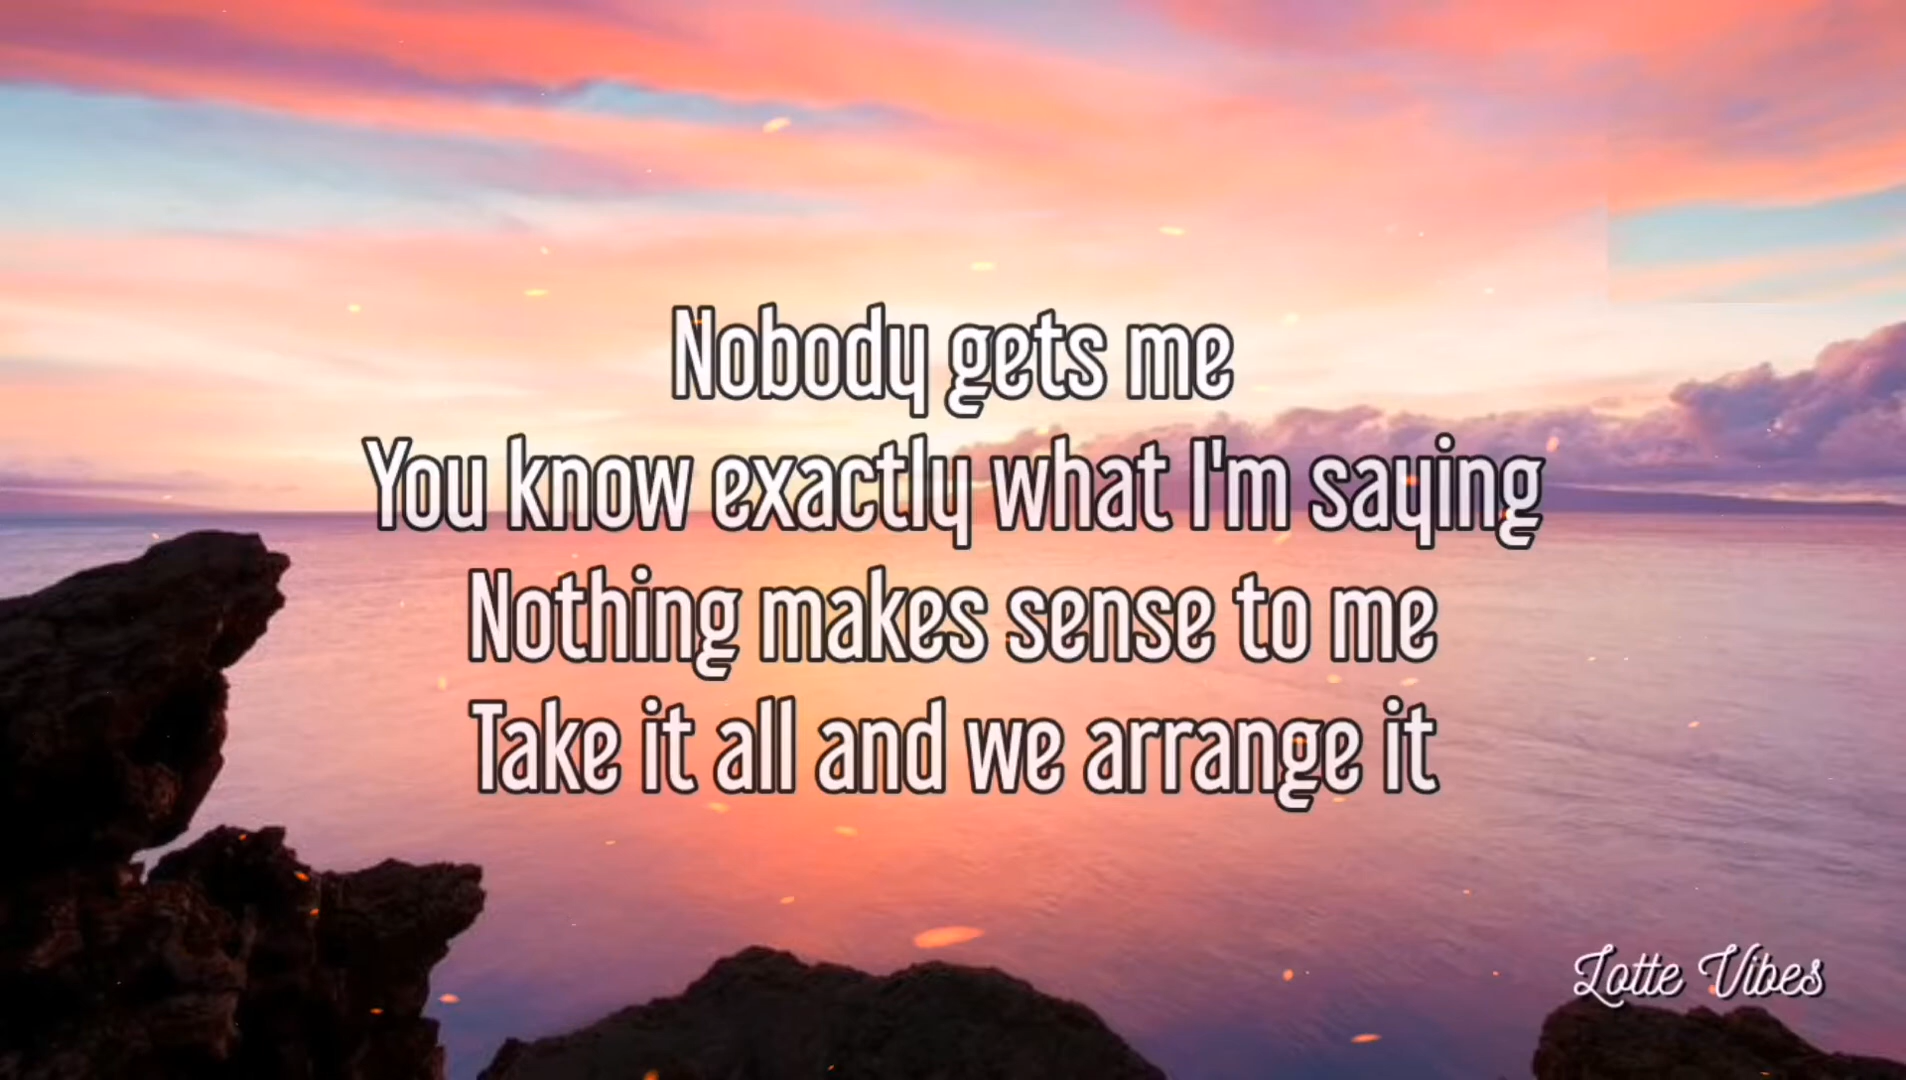 Nobody gets me
You know exactly what I'm saying
Nothing makes sense to me
Take it all and we arrange it
Lotte Vibes